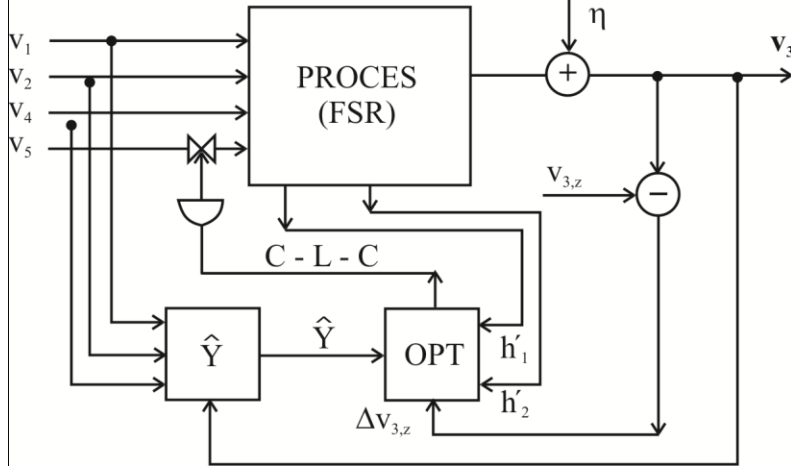 η
v₁
v₃
v₂
PROCES
(FSR)
+
v₄
v₅
v₃,z
−
C - L - C
Ŷ
Ŷ
OPT
h′₁
h′₂
Δv₃,z